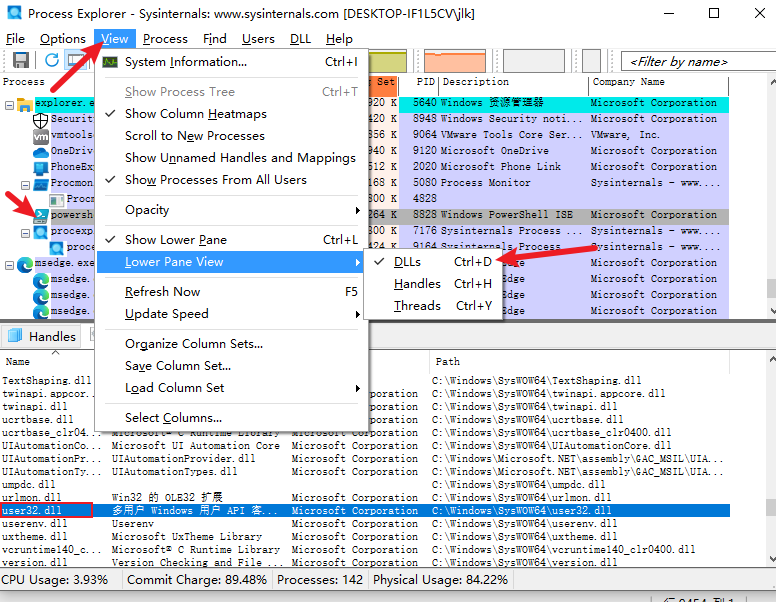 Process Explorer - Sysinternals: www.sysinternals.com [DESKTOP-IF1L5CV\jlk]
File Options View Process Find Users DLL Help
<Filter by name>
System Information... Ctrl+I
Show Process Tree Ctrl+T
Show Column Heatmaps
Scroll to New Processes
Show Unnamed Handles and Mappings
Show Processes From All Users
Opacity
Show Lower Pane Ctrl+L
Lower Pane View
Refresh Now F5
Update Speed
Organize Column Sets...
Save Column Set...
Load Column Set
Select Columns...
DLLs Ctrl+D
Handles Ctrl+H
Threads Ctrl+Y
Process Set PID Description Company Name
explorer.e 920 K 5640 Windows 资源管理器 Microsoft Corporation
Securit 420 K 8948 Windows Security noti... Microsoft Corporation
vmtools 356 K 9064 VMware Tools Core Ser... VMware, Inc.
OneDriv 940 K 9120 Microsoft OneDrive Microsoft Corporation
PhoneEx 512 K 2020 Microsoft Phone Link Microsoft Corporation
Procmon 168 K 5080 Process Monitor Sysinternals - www....
Proc 4828
powersh 264 K 8828 Windows PowerShell ISE Microsoft Corporation
procexp 300 K 7176 Sysinternals Process ... Sysinternals - www....
proce 424 K 9164 Sysinternals Process Sysinternals - www....
msedge.exe Edge Microsoft Corporation
msedge. Edge Microsoft Corporation
msedge. Edge Microsoft Corporation
msedge. Edge Microsoft Corporation
Handles
Name Path
TextShaping.dll C:\Windows\SysWOW64\TextShaping.dll
twinapi.appcor... Corporation C:\Windows\SysWOW64\twinapi.appcore.dll
twinapi.dll Corporation C:\Windows\SysWOW64\twinapi.dll
ucrtbase.dll Corporation C:\Windows\SysWOW64\ucrtbase.dll
ucrtbase_clr04... Microsoft® C Runtime Library Microsoft Corporation C:\Windows\SysWOW64\ucrtbase_clr0400.dll
UIAutomationCo... Microsoft UI Automation Core Microsoft Corporation C:\Windows\SysWOW64\UIAutomationCore.dll
UIAutomationPr... UIAutomationProvider.dll Microsoft Corporation C:\Windows\Microsoft.NET\assembly\GAC_MSIL\UIA...
UIAutomationTy... UIAutomationTypes.dll Microsoft Corporation C:\Windows\Microsoft.NET\assembly\GAC_MSIL\UIA...
umpdc.dll C:\Windows\SysWOW64\umpdc.dll
urlmon.dll Win32 的 OLE32 扩展 Microsoft Corporation C:\Windows\SysWOW64\urlmon.dll
user32.dll 多用户 Windows 用户 API 客... Microsoft Corporation C:\Windows\SysWOW64\user32.dll
userenv.dll Userenv Microsoft Corporation C:\Windows\SysWOW64\userenv.dll
uxtheme.dll Microsoft UxTheme Library Microsoft Corporation C:\Windows\SysWOW64\uxtheme.dll
vcruntime140_c... Microsoft® C Runtime Library Microsoft Corporation C:\Windows\SysWOW64\vcruntime140_clr0400.dll
version.dll Version Checking and File ... Microsoft Corporation C:\Windows\SysWOW64\version.dll
CPU Usage: 3.93% Commit Charge: 89.48% Processes: 142 Physical Usage: 84.22%